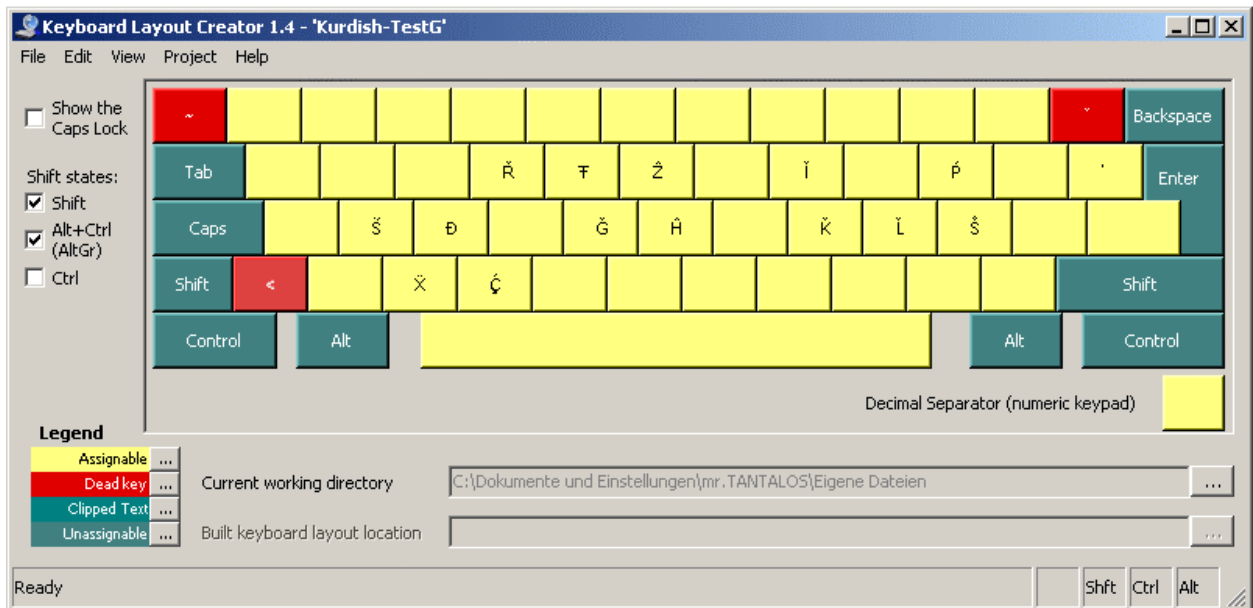 Keyboard Layout Creator 1.4 - 'Kurdish-TestG'
File Edit View Project Help
Show the
Caps Lock
~ ˇ Backspace
Tab Ř Ŧ Ẑ Ǐ Ṕ ' Enter
Shift states:
Shift
Alt+Ctrl
(AltGr)
Ctrl
Caps Š Đ Ğ Ĥ Ǩ Ľ S̊
Shift < Ẍ Ḉ Shift
Control Alt Alt Control
Decimal Separator (numeric keypad)
Legend
Assignable ...
Dead key ...
Clipped Text ...
Unassignable ...
Current working directory C:\Dokumente und Einstellungen\mr.TANTALOS\Eigene Dateien ...
Built keyboard layout location ...
Ready Shft Ctrl Alt